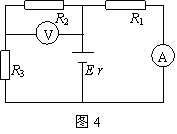 R₂ R₁
V
R₃ E r A
图 4